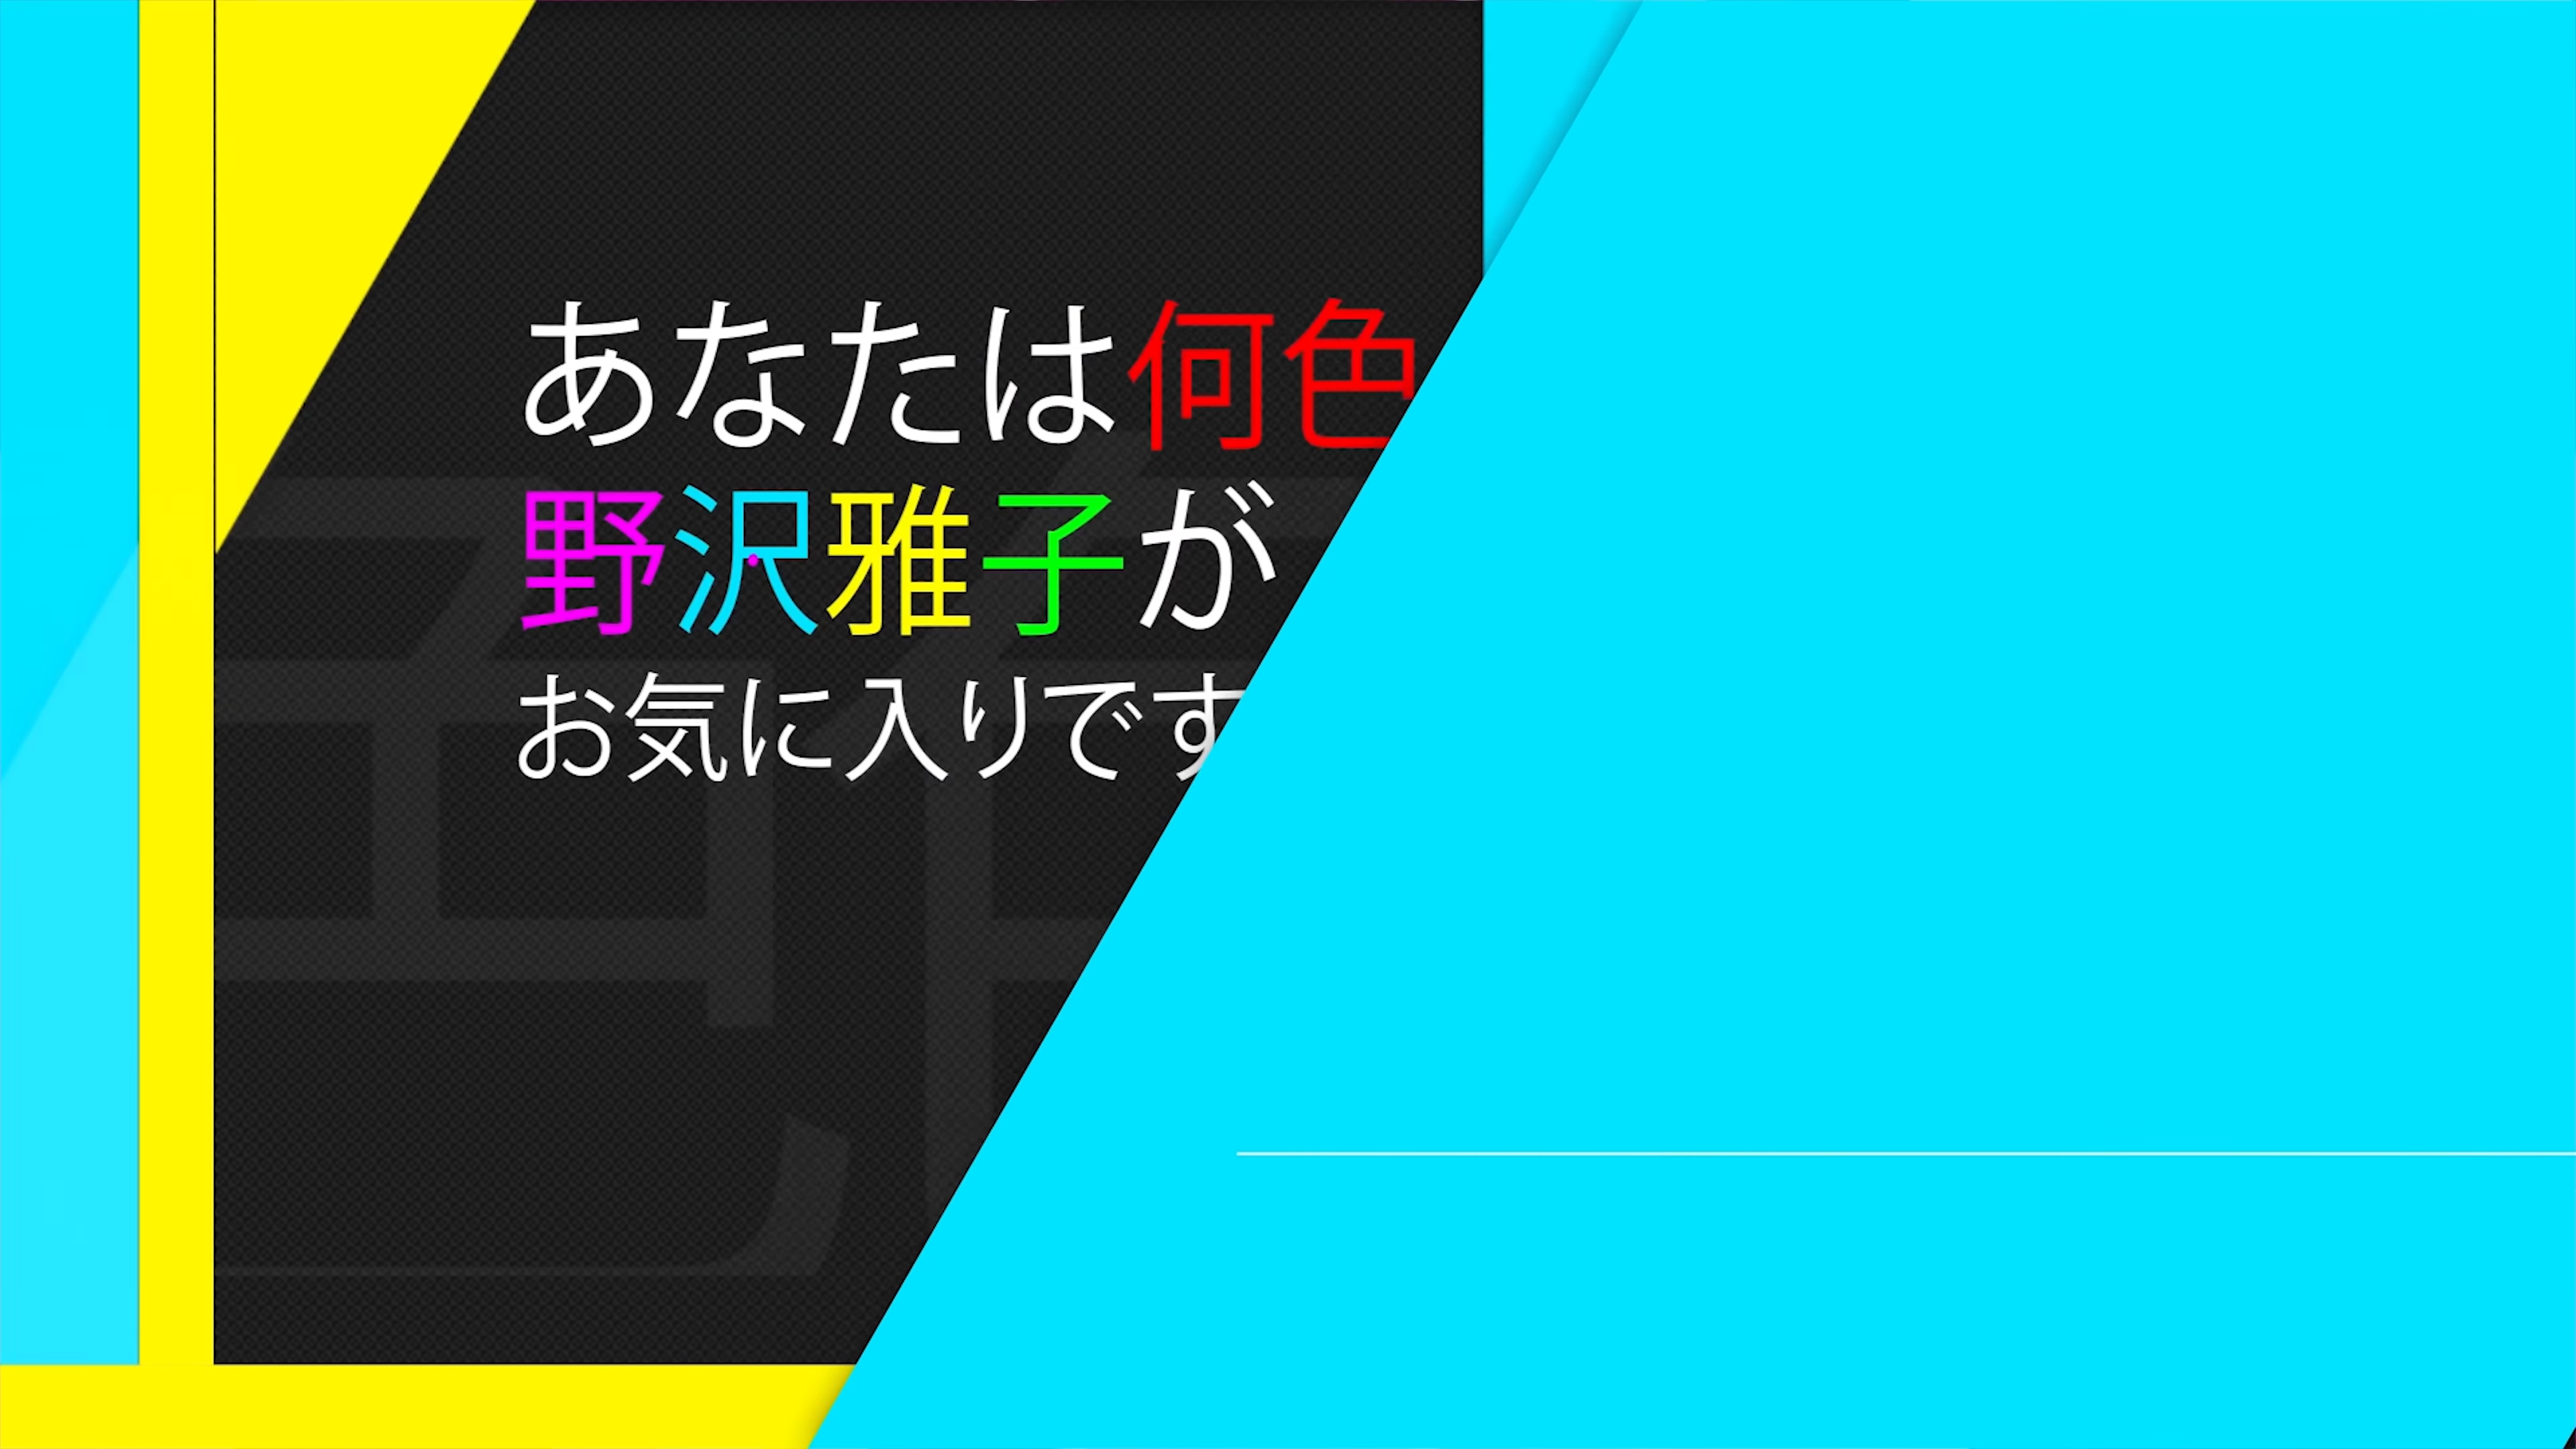 あなたは何色
野沢雅子が
お気に入りです